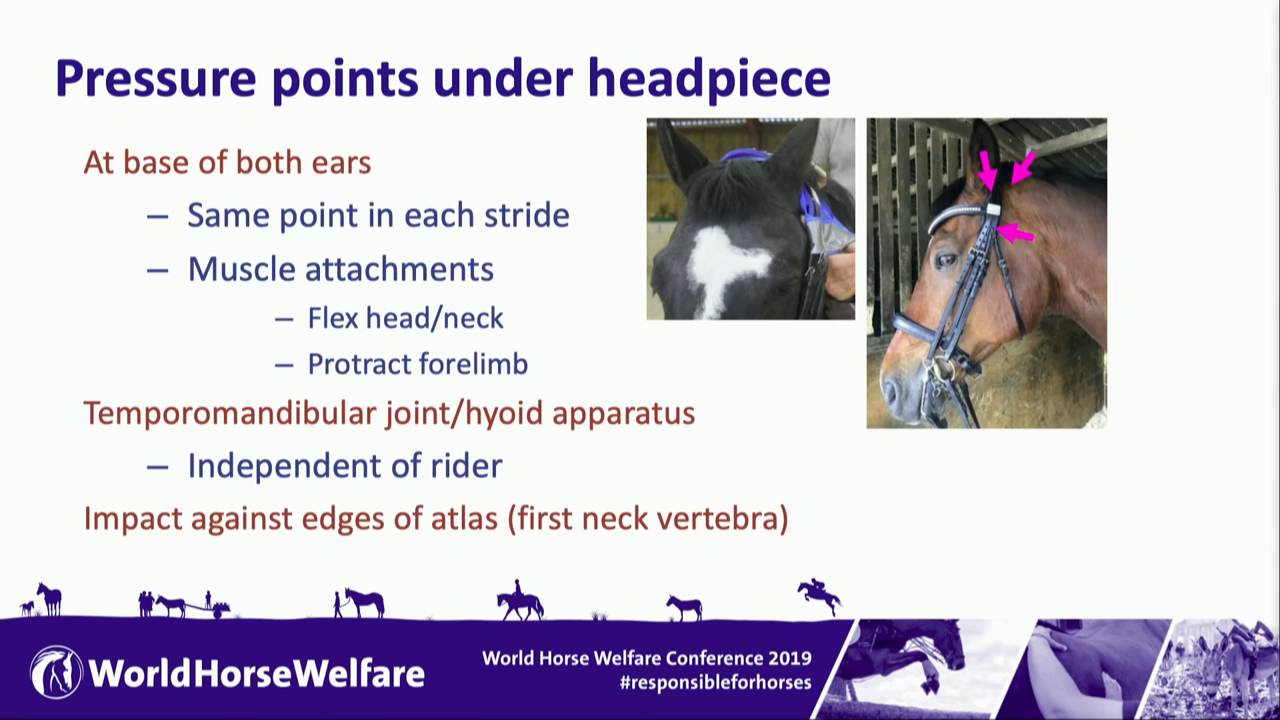 Pressure points under headpiece
At base of both ears
– Same point in each stride
– Muscle attachments
– Flex head/neck
– Protract forelimb
Temporomandibular joint/hyoid apparatus
– Independent of rider
Impact against edges of atlas (first neck vertebra)
WorldHorseWelfare
World Horse Welfare Conference 2019
#responsibleforhorses